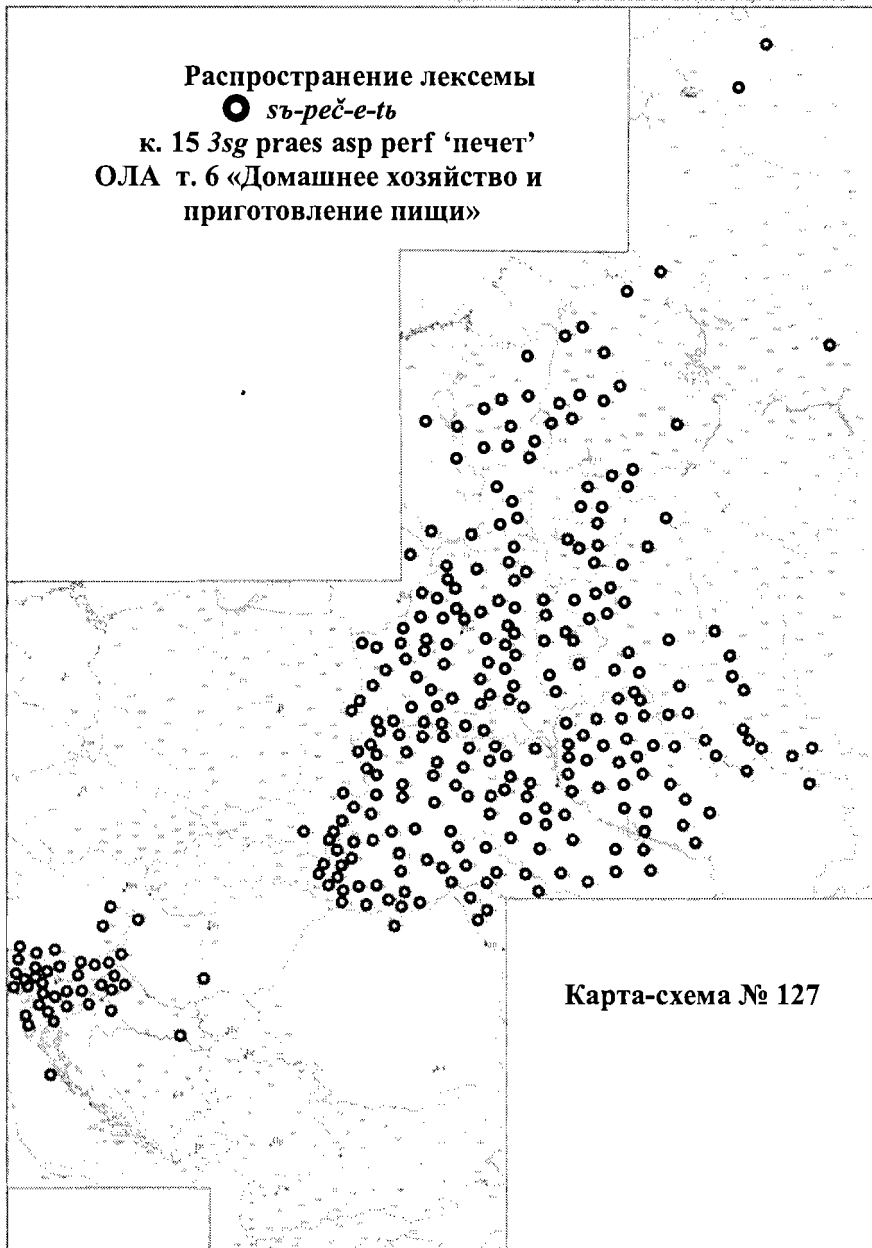 Распространение лексемы
sъ-peč-e-tь
к. 15 3sg praes asp perf ‘печет’
ОЛА т. 6 «Домашнее хозяйство и
приготовление пищи»
Карта-схема № 127